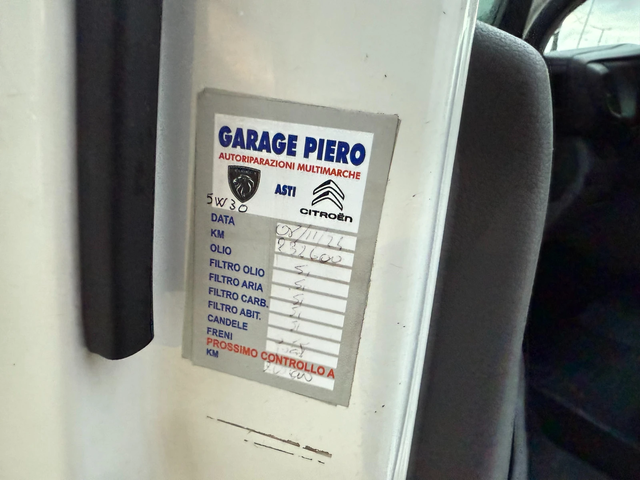 GARAGE PIERO
AUTORIPARAZIONI MULTIMARCHE
ASTI
CITROËN
5W30
DATA
KM 232600
OLIO
FILTRO OLIO
FILTRO ARIA
FILTRO CARB.
FILTRO ABIT.
CANDELE
FRENI
PROSSIMO CONTROLLO A
KM